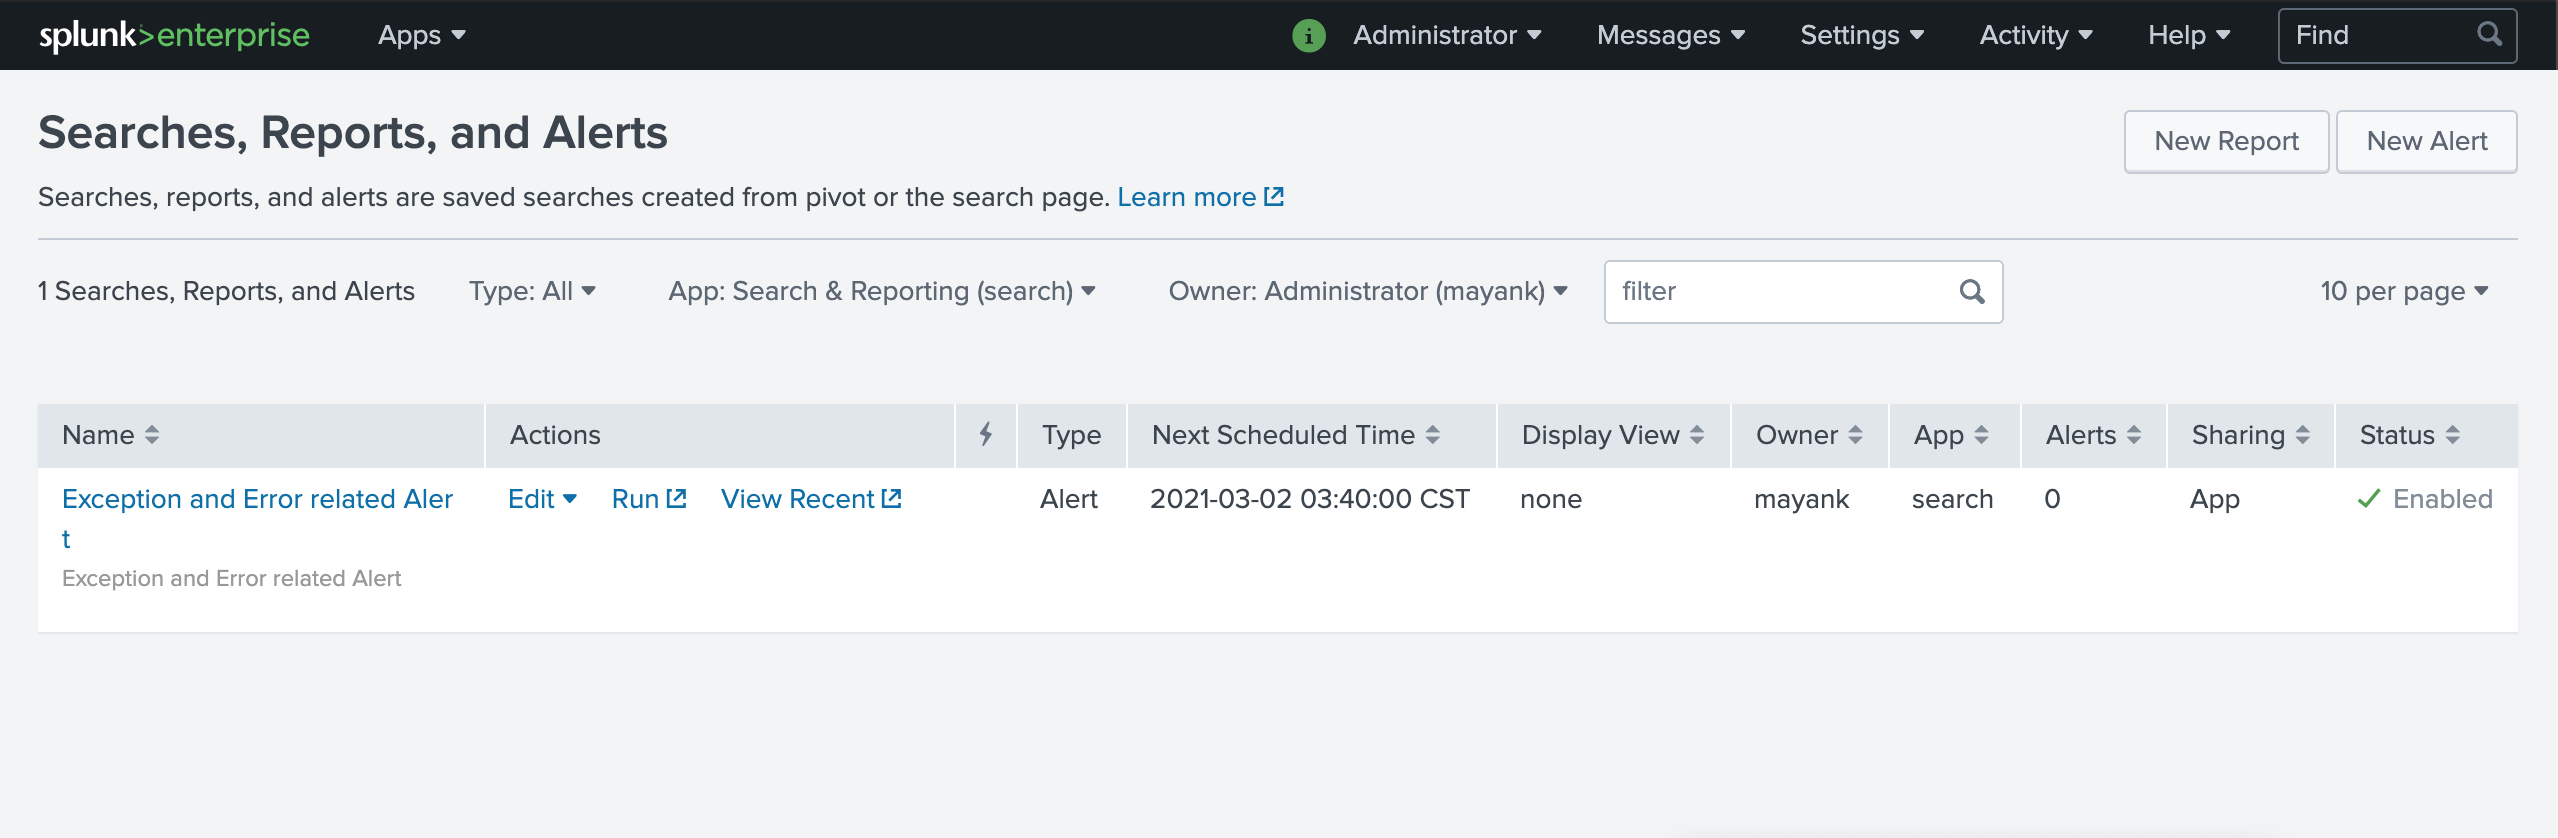 splunk>enterprise Apps i Administrator Messages Settings Activity Help Find
Searches, Reports, and Alerts
New Report New Alert
Searches, reports, and alerts are saved searches created from pivot or the search page. Learn more
1 Searches, Reports, and Alerts Type: All App: Search & Reporting (search) Owner: Administrator (mayank) filter 10 per page
Name Actions Type Next Scheduled Time Display View Owner App Alerts Sharing Status
Exception and Error related Aler Edit Run View Recent Alert 2021-03-02 03:40:00 CST none mayank search 0 App Enabled
t
Exception and Error related Alert